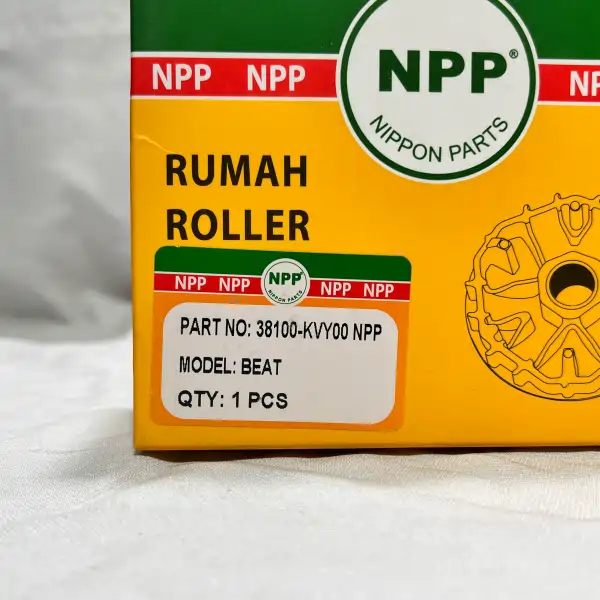 NPP NPP
NPP®
NIPPON PARTS
RUMAH
ROLLER
NPP NPP
NPP
NIPPON PARTS
NPP NPP
PART NO: 38100-KVY00 NPP
MODEL: BEAT
QTY: 1 PCS